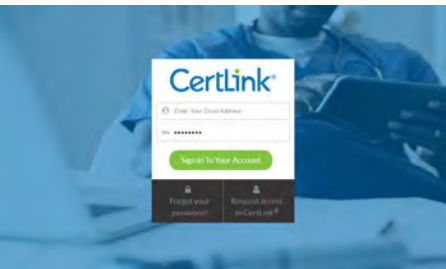 CertLink®
Enter Your Email Address
••••••••
Sign In To Your Account
Forgot your
password?
Request access
to CertLink®